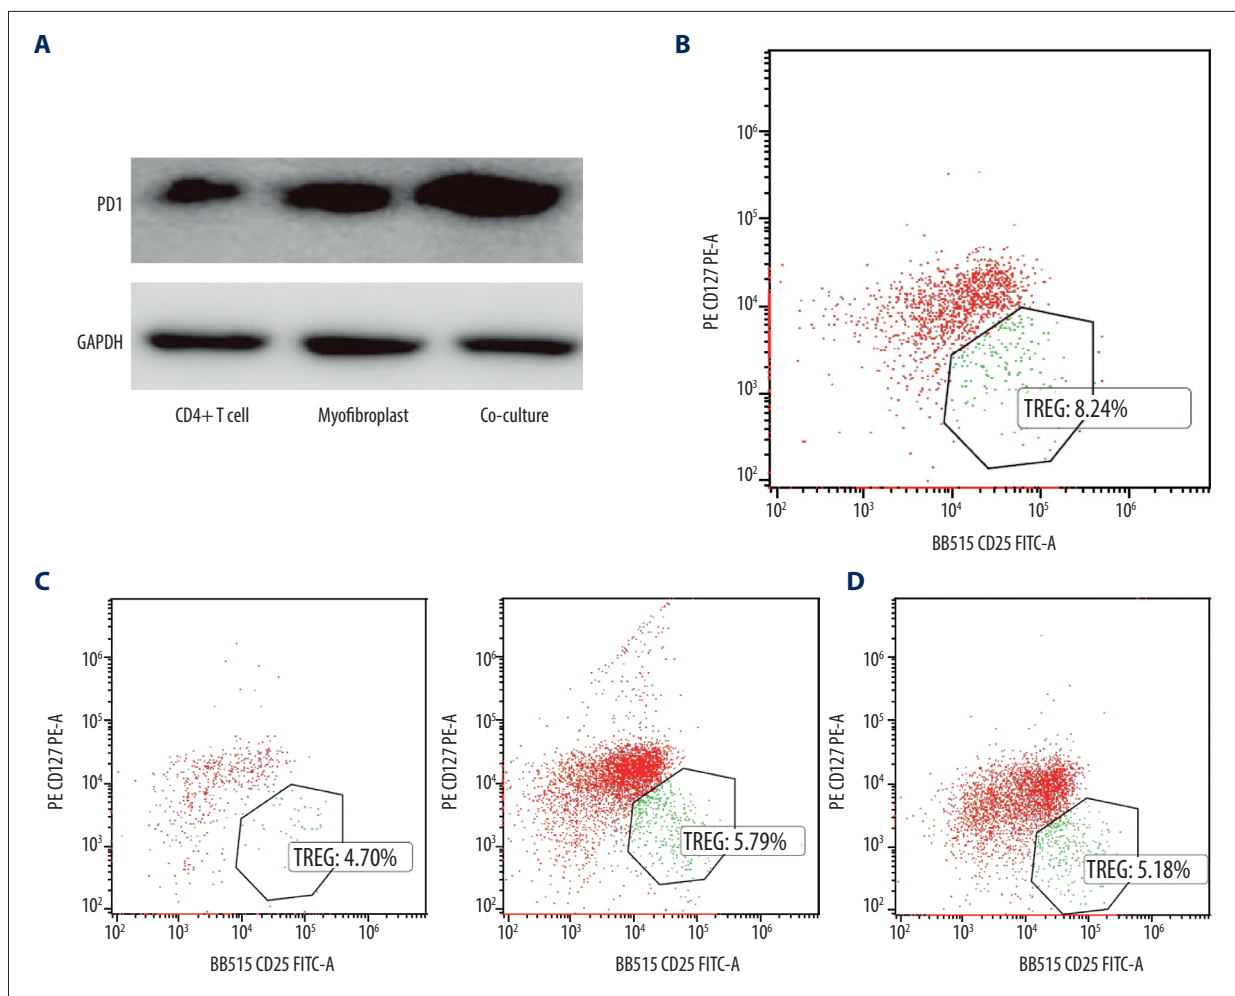 A
PD1
GAPDH
CD4+ T cell Myofibroplast Co-culture
B
PE CD127 PE-A
10⁶
10⁵
10⁴
10³
10²
TREG: 8.24%
10² 10³ 10⁴ 10⁵ 10⁶
BB515 CD25 FITC-A
C
PE CD127 PE-A
10⁶
10⁵
10⁴
10³
10²
TREG: 4.70%
10² 10³ 10⁴ 10⁵ 10⁶
BB515 CD25 FITC-A
PE CD127 PE-A
10⁶
10⁵
10⁴
10³
10²
TREG: 5.79%
10² 10³ 10⁴ 10⁵ 10⁶
BB515 CD25 FITC-A
D
PE CD127 PE-A
10⁶
10⁵
10⁴
10³
10²
TREG: 5.18%
10² 10³ 10⁴ 10⁵ 10⁶
BB515 CD25 FITC-A